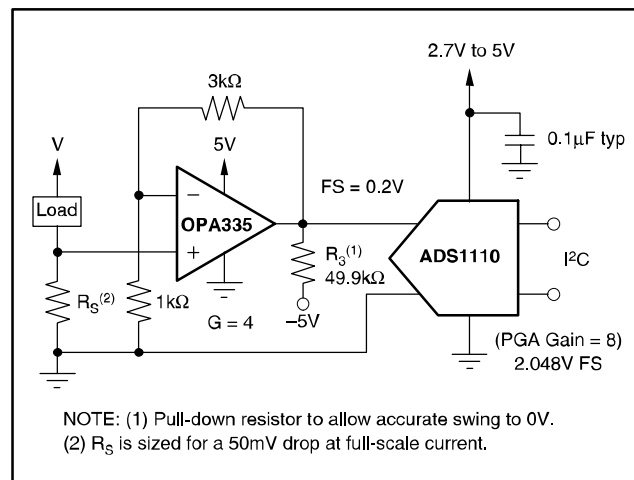 2.7V to 5V
3kΩ
V
5V
0.1µF typ
FS = 0.2V
Load
−
OPA335
+
ADS1110
R3(1)
49.9kΩ
I²C
RS(2)
1kΩ
G = 4
−5V
(PGA Gain = 8)
2.048V FS
NOTE: (1) Pull-down resistor to allow accurate swing to 0V.
(2) RS is sized for a 50mV drop at full-scale current.